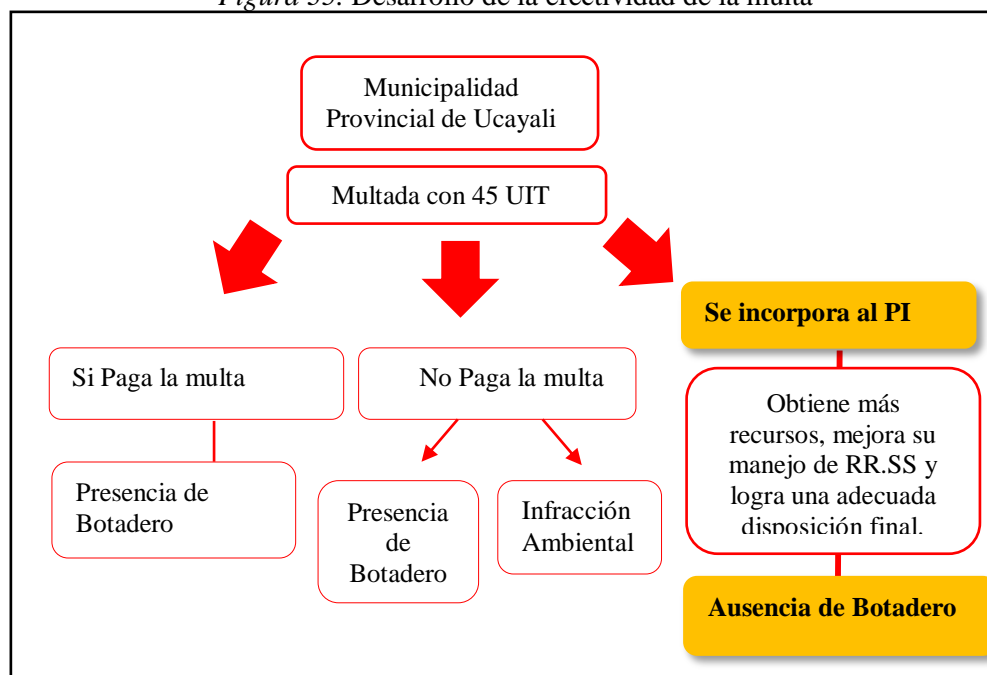 Figura 35. Desarrollo de la efectividad de la multa
Municipalidad
Provincial de Ucayali
Multada con 45 UIT
Se incorpora al PI
Si Paga la multa
No Paga la multa
Obtiene más
recursos, mejora su
manejo de RR.SS y
logra una adecuada
disposición final.
Presencia de
Botadero
Presencia
de
Botadero
Infracción
Ambiental
Ausencia de Botadero